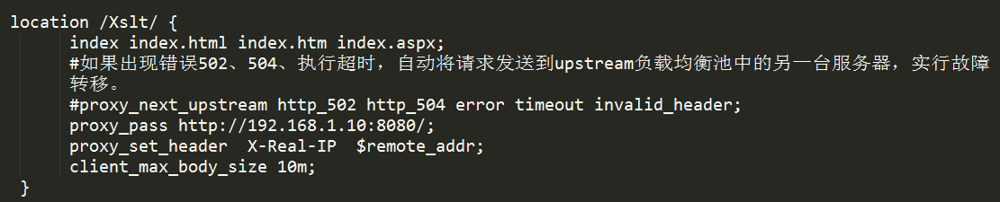 location /Xslt/ {
index index.html index.htm index.aspx;
#如果出现错误502、504、执行超时，自动将请求发送到upstream负载均衡池中的另一台服务器，实行故障
转移。
#proxy_next_upstream http_502 http_504 error timeout invalid_header;
proxy_pass http://192.168.1.10:8080/;
proxy_set_header  X-Real-IP  $remote_addr;
client_max_body_size 10m;
}